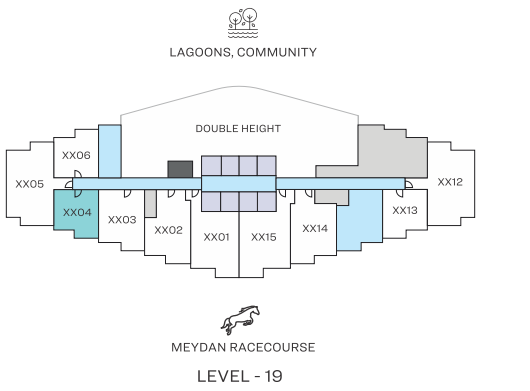 LAGOONS, COMMUNITY
DOUBLE HEIGHT
XX06
XX05
XX12
XX04
XX03
XX02
XX01
XX15
XX14
XX13
MEYDAN RACECOURSE
LEVEL - 19